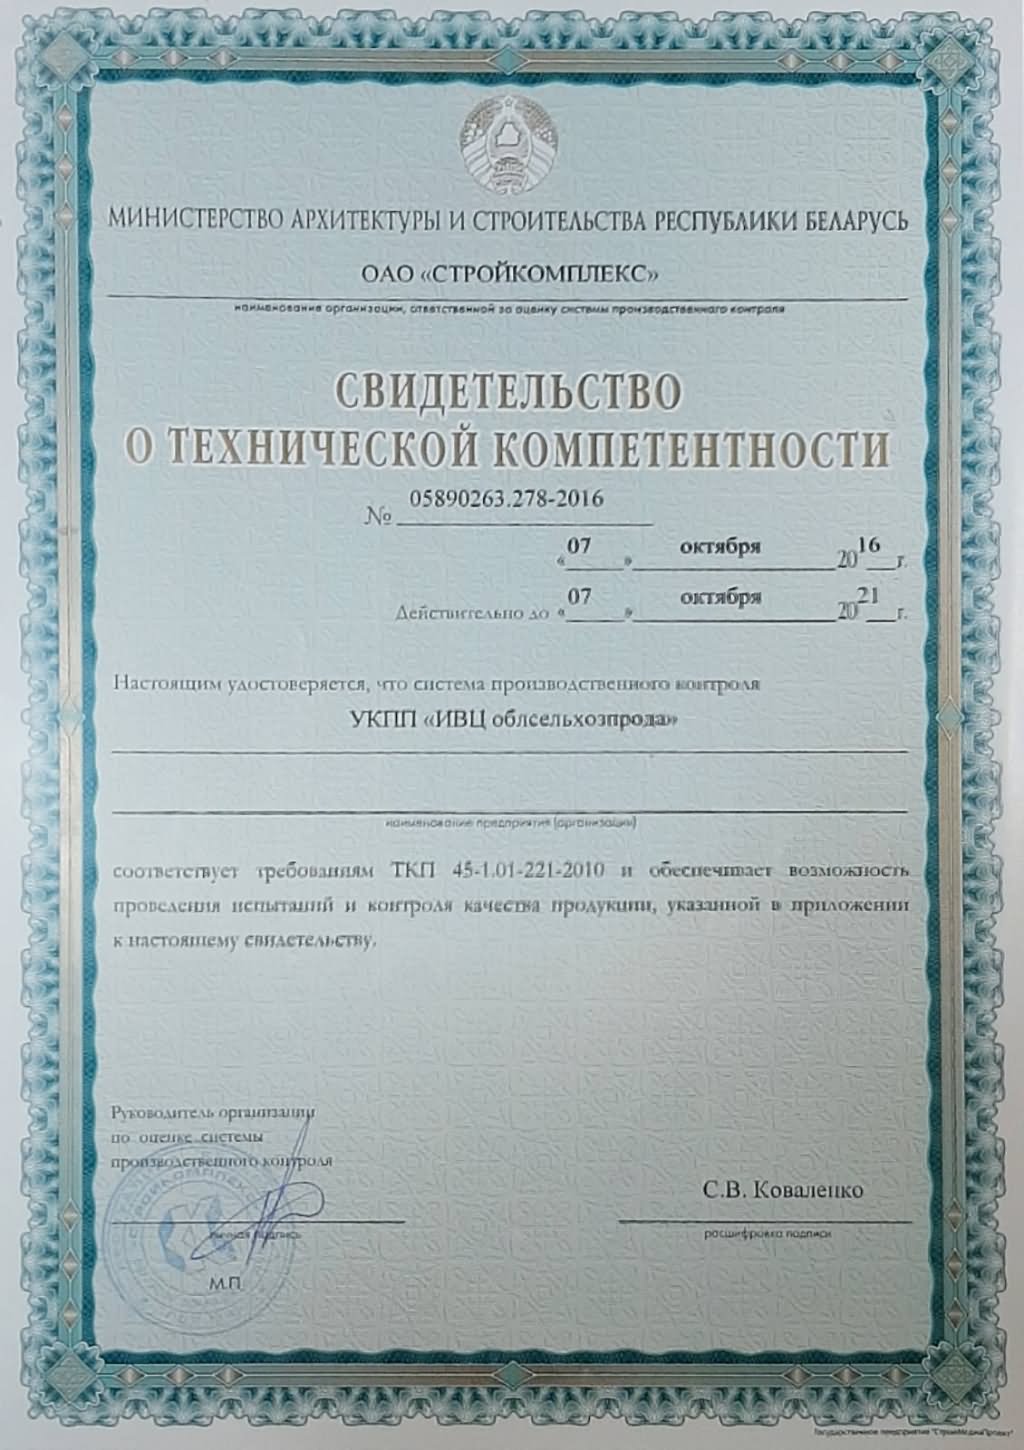 МИНИСТЕРСТВО АРХИТЕКТУРЫ И СТРОИТЕЛЬСТВА РЕСПУБЛИКИ БЕЛАРУСЬ
ОАО «СТРОЙКОМПЛЕКС»
наименование организации, ответственной за оценку системы производственного контроля
СВИДЕТЕЛЬСТВО
О ТЕХНИЧЕСКОЙ КОМПЕТЕНТНОСТИ
№ 05890263.278-2016
«07» октября 2016 г.
Действительно до «07» октября 2021 г.
Настоящим удостоверяется, что система производственного контроля
УКПП «ИВЦ облсельхозпрода»
наименование предприятия (организации)
соответствует требованиям ТКП 45-1.01-221-2010 и обеспечивает возможность
проведения испытаний и контроля качества продукции, указанной в приложении
к настоящему свидетельству.
Руководитель организации
по оценке системы
производственного контроля
С.В. Коваленко
личная подпись
расшифровка подписи
М.П.
Государственное предприятие "СтройМедиаПроект"